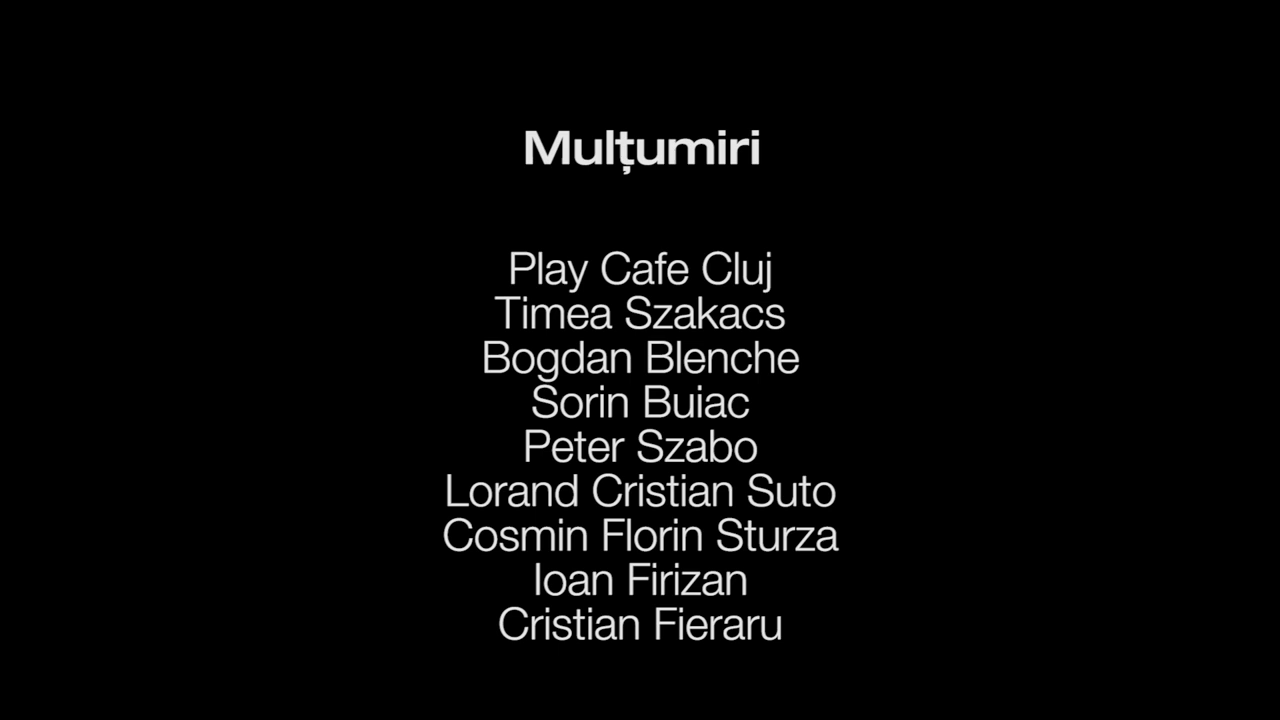 Mulțumiri
Play Cafe Cluj
Timea Szakacs
Bogdan Blenche
Sorin Buiac
Peter Szabo
Lorand Cristian Suto
Cosmin Florin Sturza
Ioan Firizan
Cristian Fieraru